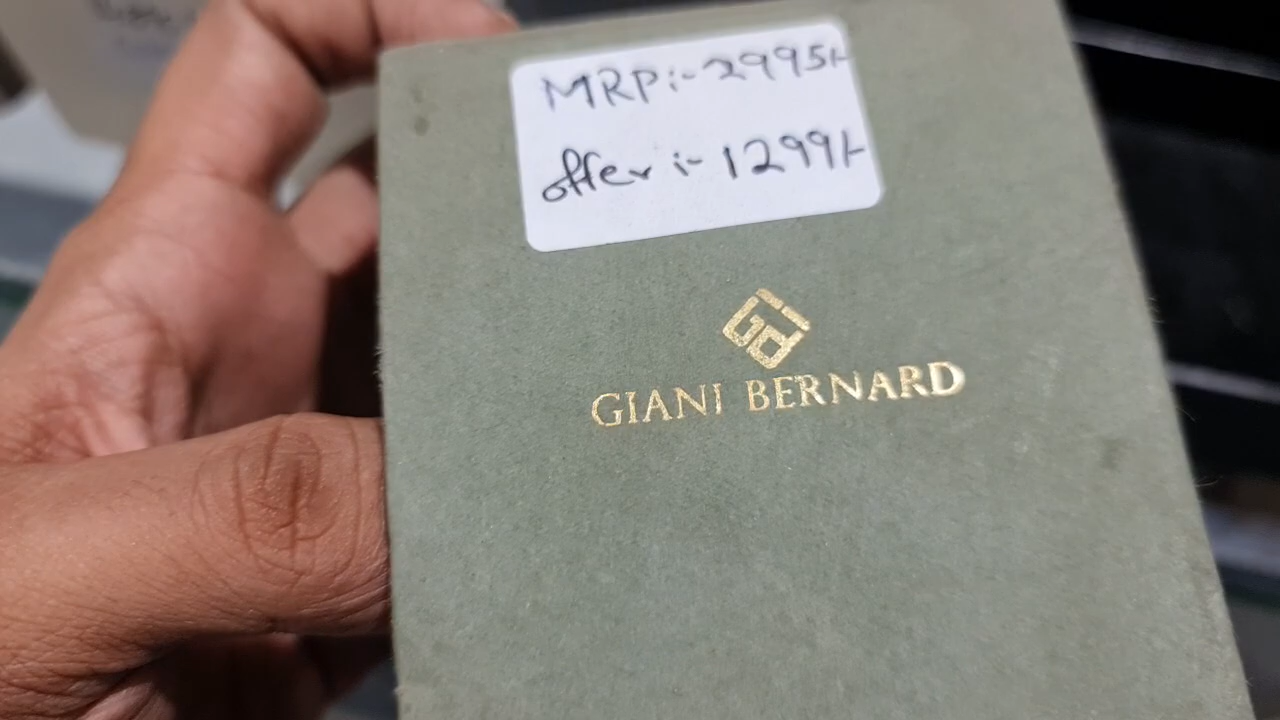 MRP:- 2995/-
offer :- 1299/-
GIANI BERNARD